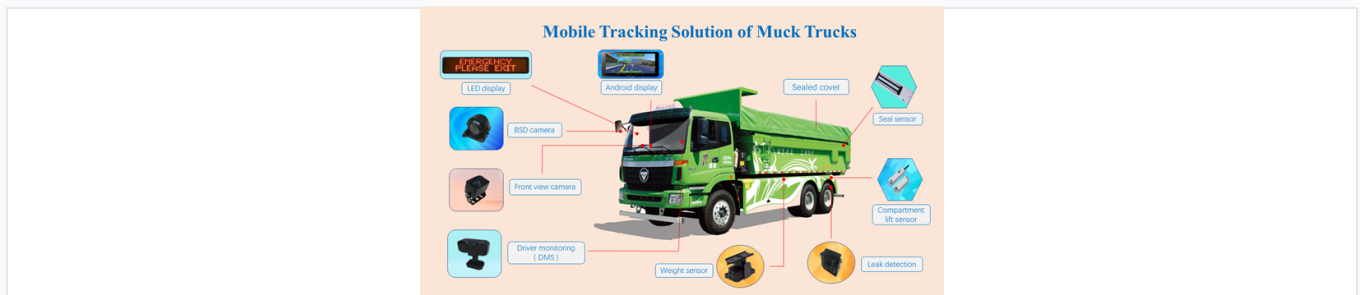 Mobile Tracking Solution of Muck Trucks
EMERGENCY
PLEASE EXIT
LED display
Android display
Sealed cover
Seal sensor
BSD camera
Front view camera
Compartment
lift sensor
Driver monitoring
( DMS )
Weight sensor
Leak detection